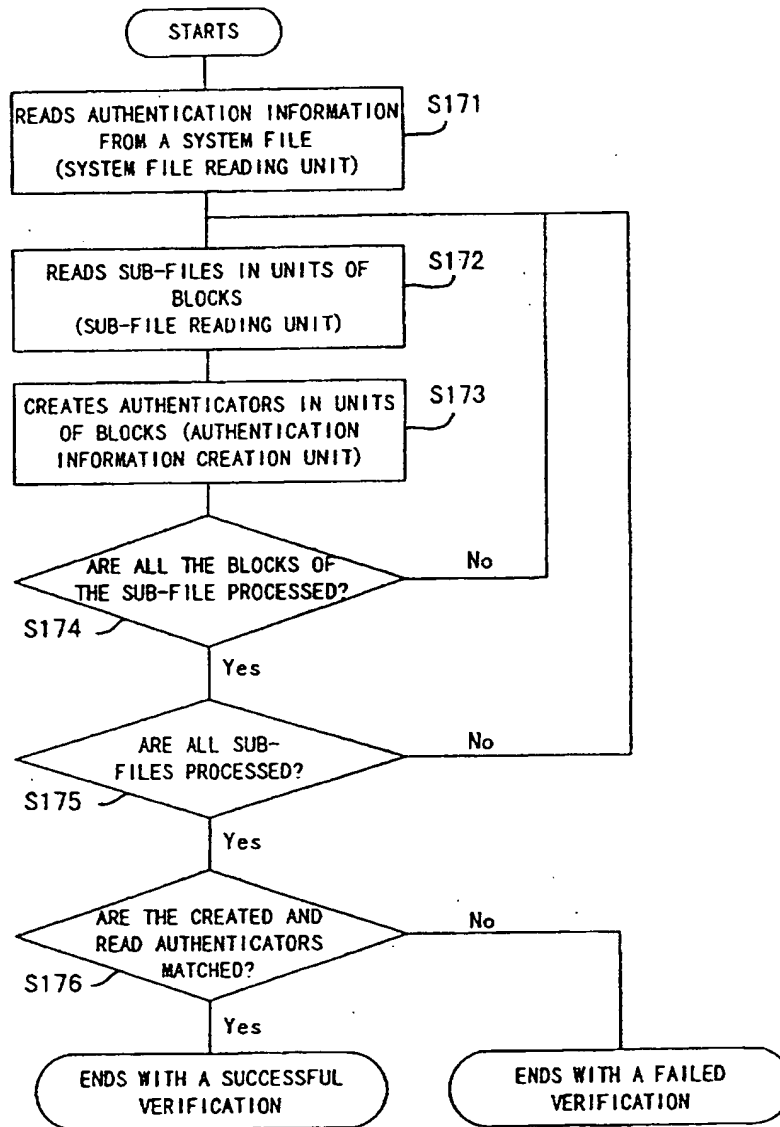 STARTS
READS AUTHENTICATION INFORMATION
FROM A SYSTEM FILE
(SYSTEM FILE READING UNIT)
S171
READS SUB-FILES IN UNITS OF
BLOCKS
(SUB-FILE READING UNIT)
S172
CREATES AUTHENTICATORS IN UNITS
OF BLOCKS (AUTHENTICATION
INFORMATION CREATION UNIT)
S173
ARE ALL THE BLOCKS OF
THE SUB-FILE PROCESSED?
No
S174
Yes
ARE ALL SUB-
FILES PROCESSED?
No
S175
Yes
ARE THE CREATED AND
READ AUTHENTICATORS
MATCHED?
No
S176
Yes
ENDS WITH A SUCCESSFUL
VERIFICATION
ENDS WITH A FAILED
VERIFICATION